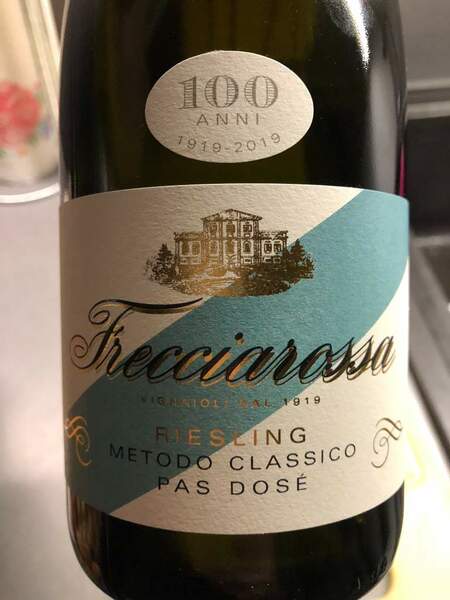 100
ANNI
1919-2019
Frecciarossa
VIGNAIOLI DAL 1919
RIESLING
METODO CLASSICO
PAS DOSÉ